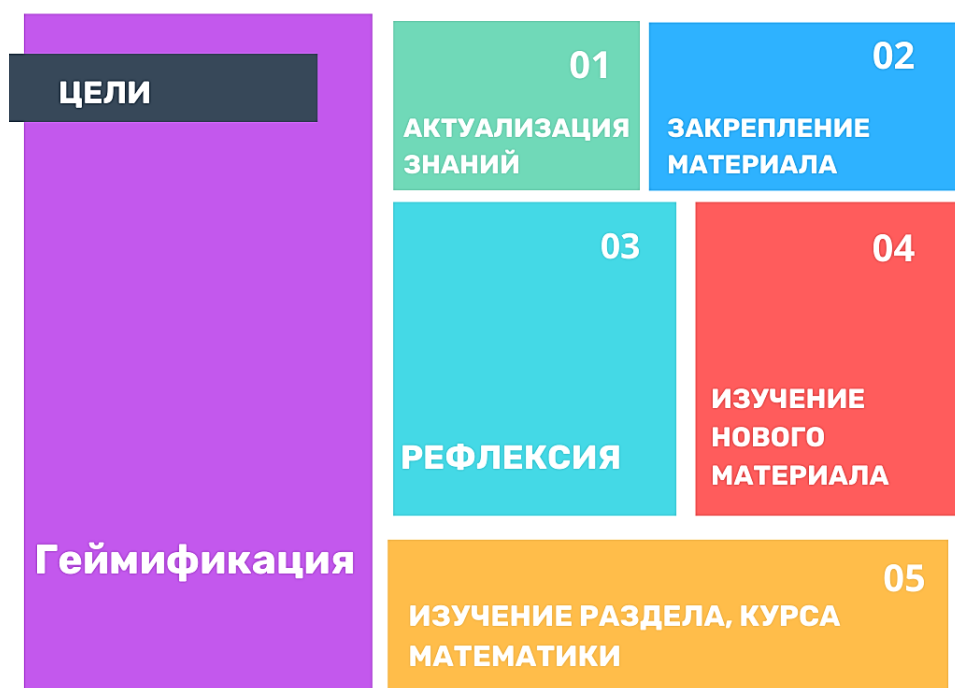 ЦЕЛИ
Геймификация
01
АКТУАЛИЗАЦИЯ
ЗНАНИЙ
02
ЗАКРЕПЛЕНИЕ
МАТЕРИАЛА
03
РЕФЛЕКСИЯ
04
ИЗУЧЕНИЕ
НОВОГО
МАТЕРИАЛА
05
ИЗУЧЕНИЕ РАЗДЕЛА, КУРСА
МАТЕМАТИКИ